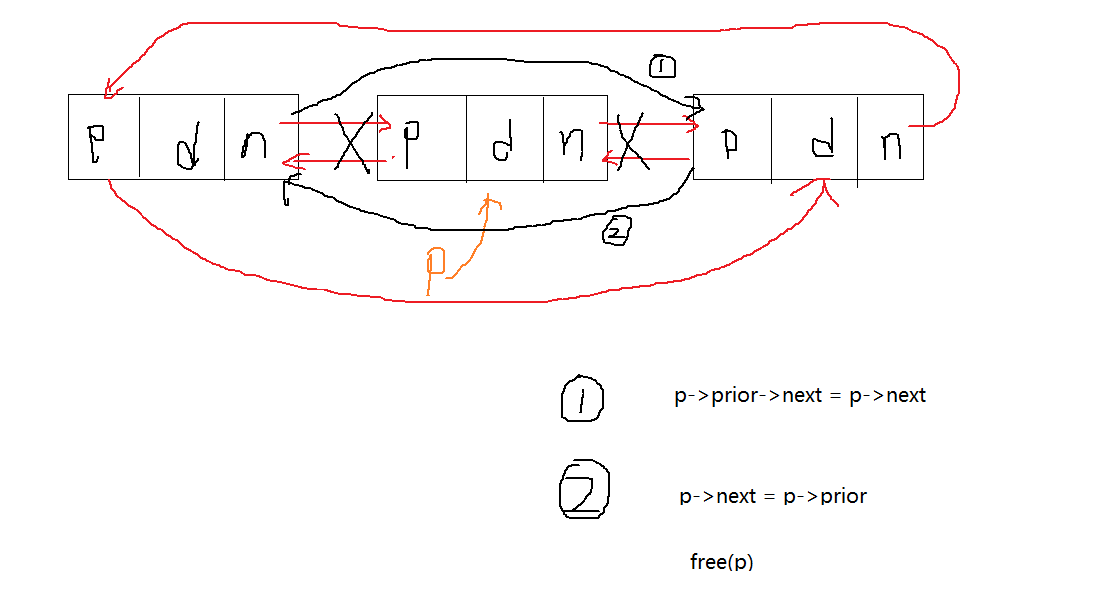 1
p d n p d n p d n
2
p
1 p->prior->next = p->next
2 p->next = p->prior
free(p)